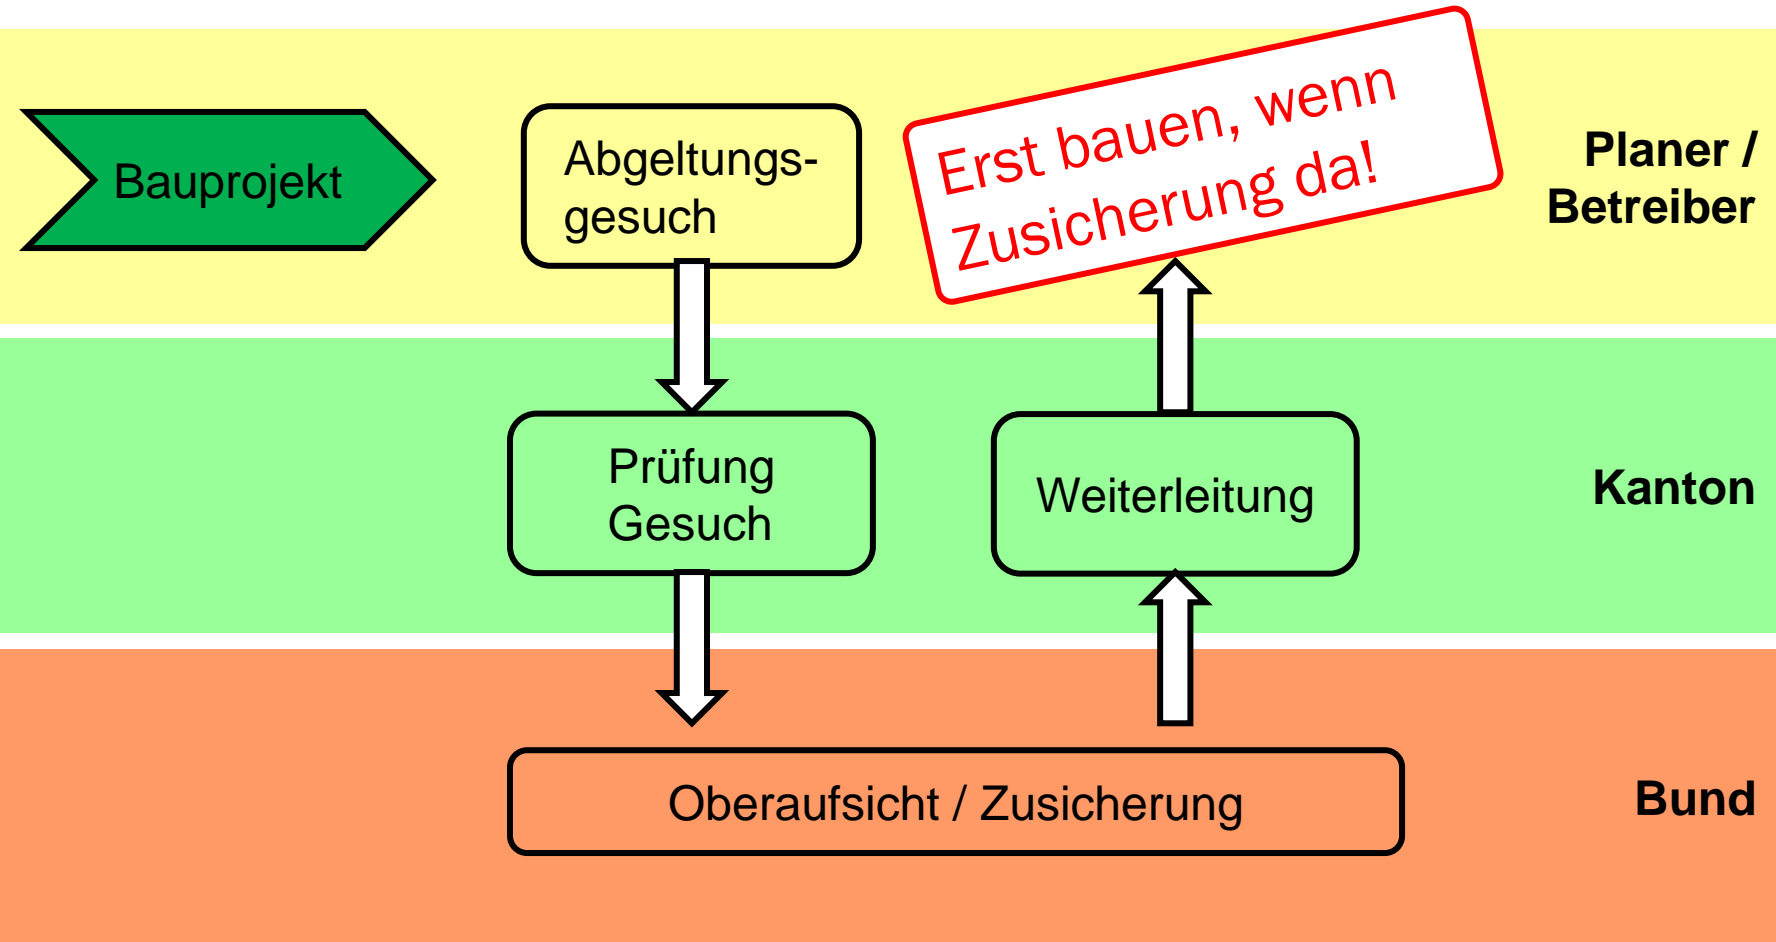 Bauprojekt
Abgeltungs-
gesuch
Erst bauen, wenn
Zusicherung da!
Planer /
Betreiber
Prüfung
Gesuch
Weiterleitung
Kanton
Oberaufsicht / Zusicherung
Bund